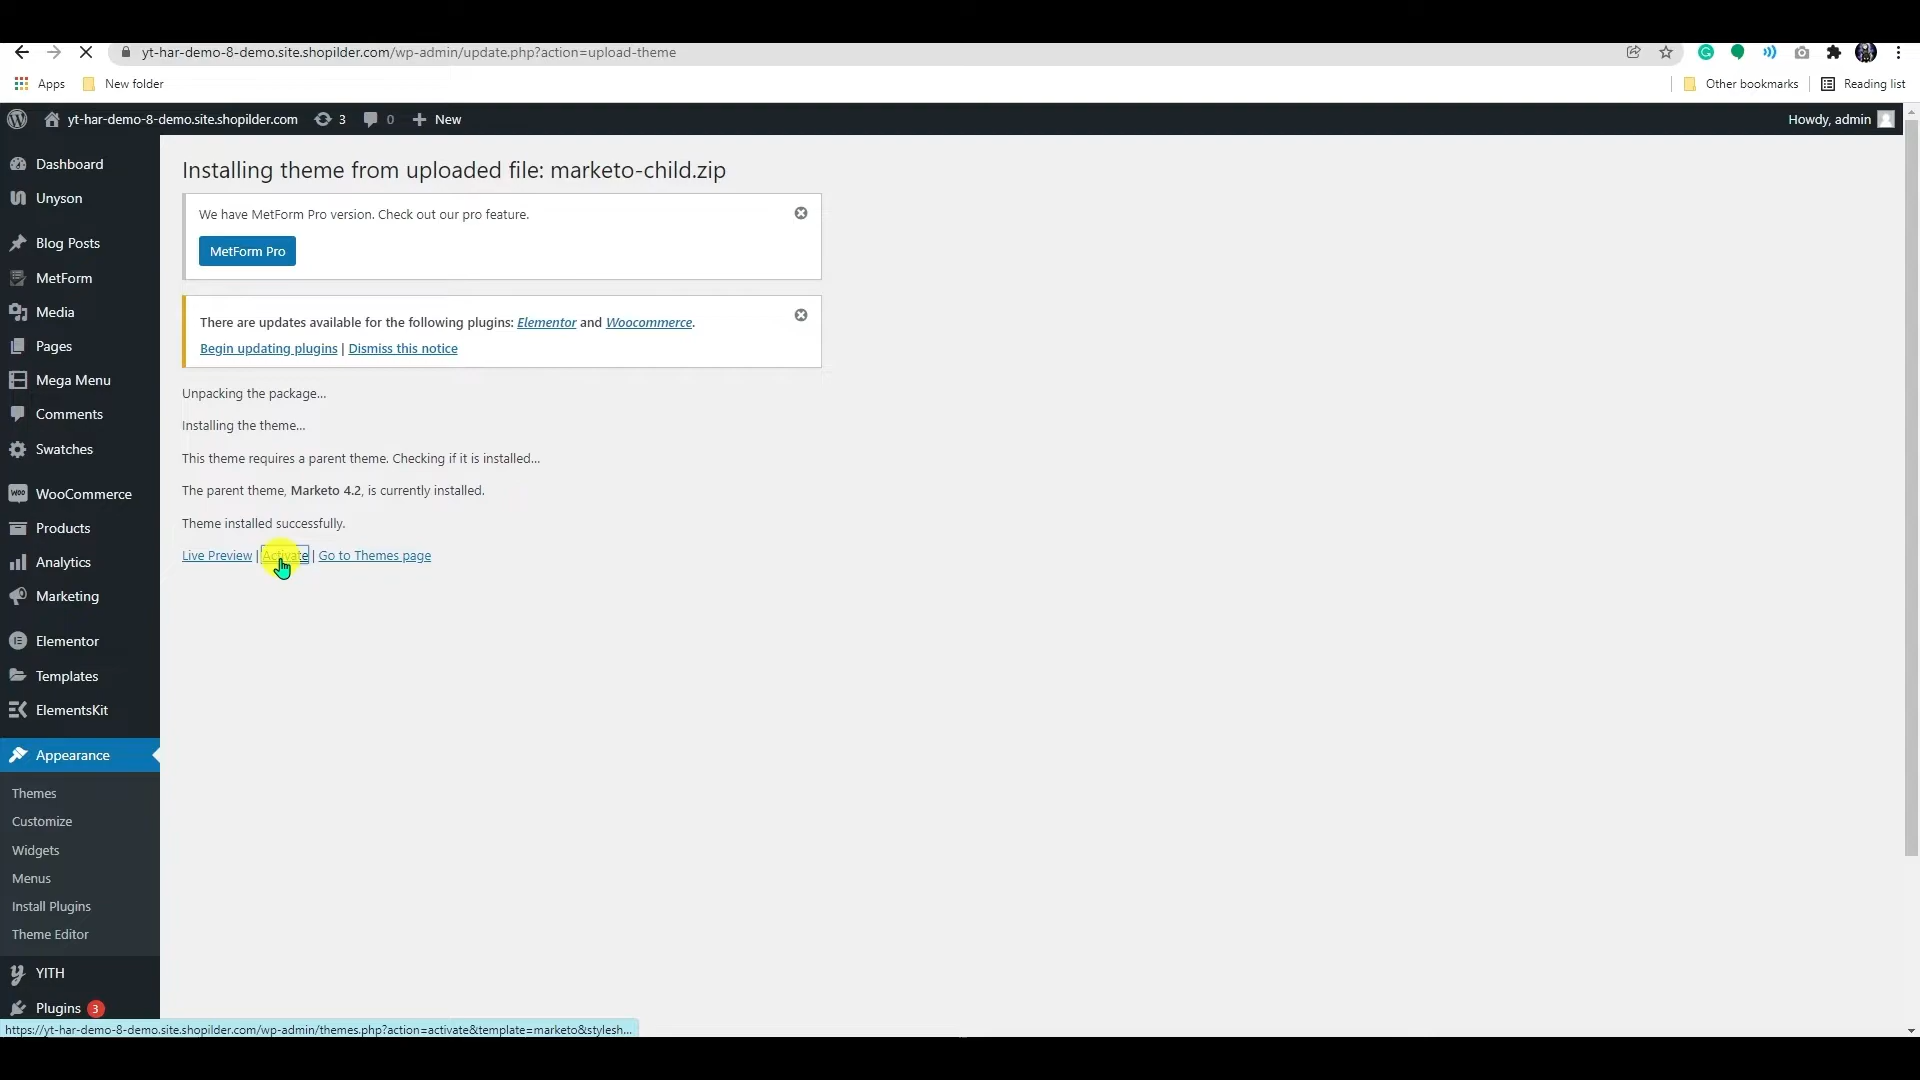 yt-har-demo-8-demo.site.shopilder.com/wp-admin/update.php?action=upload-theme
Apps
New folder
Other bookmarks
Reading list
yt-har-demo-8-demo.site.shopilder.com
3
0
New
Howdy, admin
Dashboard
Unyson
Blog Posts
MetForm
Media
Pages
Mega Menu
Comments
Swatches
WooCommerce
Products
Analytics
Marketing
Elementor
Templates
ElementsKit
Appearance
Themes
Customize
Widgets
Menus
Install Plugins
Theme Editor
YITH
Plugins 3
Installing theme from uploaded file: marketo-child.zip
We have MetForm Pro version. Check out our pro feature.
MetForm Pro
There are updates available for the following plugins: Elementor and Woocommerce.
Begin updating plugins | Dismiss this notice
Unpacking the package...
Installing the theme...
This theme requires a parent theme. Checking if it is installed...
The parent theme, Marketo 4.2, is currently installed.
Theme installed successfully.
Live Preview | Activate | Go to Themes page
https://yt-har-demo-8-demo.site.shopilder.com/wp-admin/themes.php?action=activate&template=marketo&stylesh...